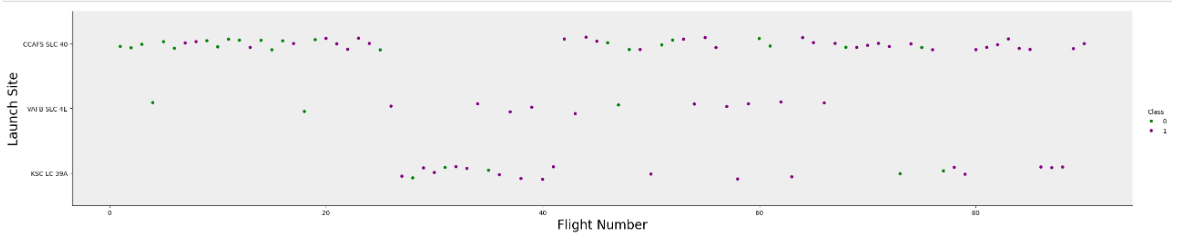 Launch Site
CCAFS SLC 40
VAFB SLC 4E
KSC LC 39A
0
20
40
60
80
Flight Number
Class
0
1